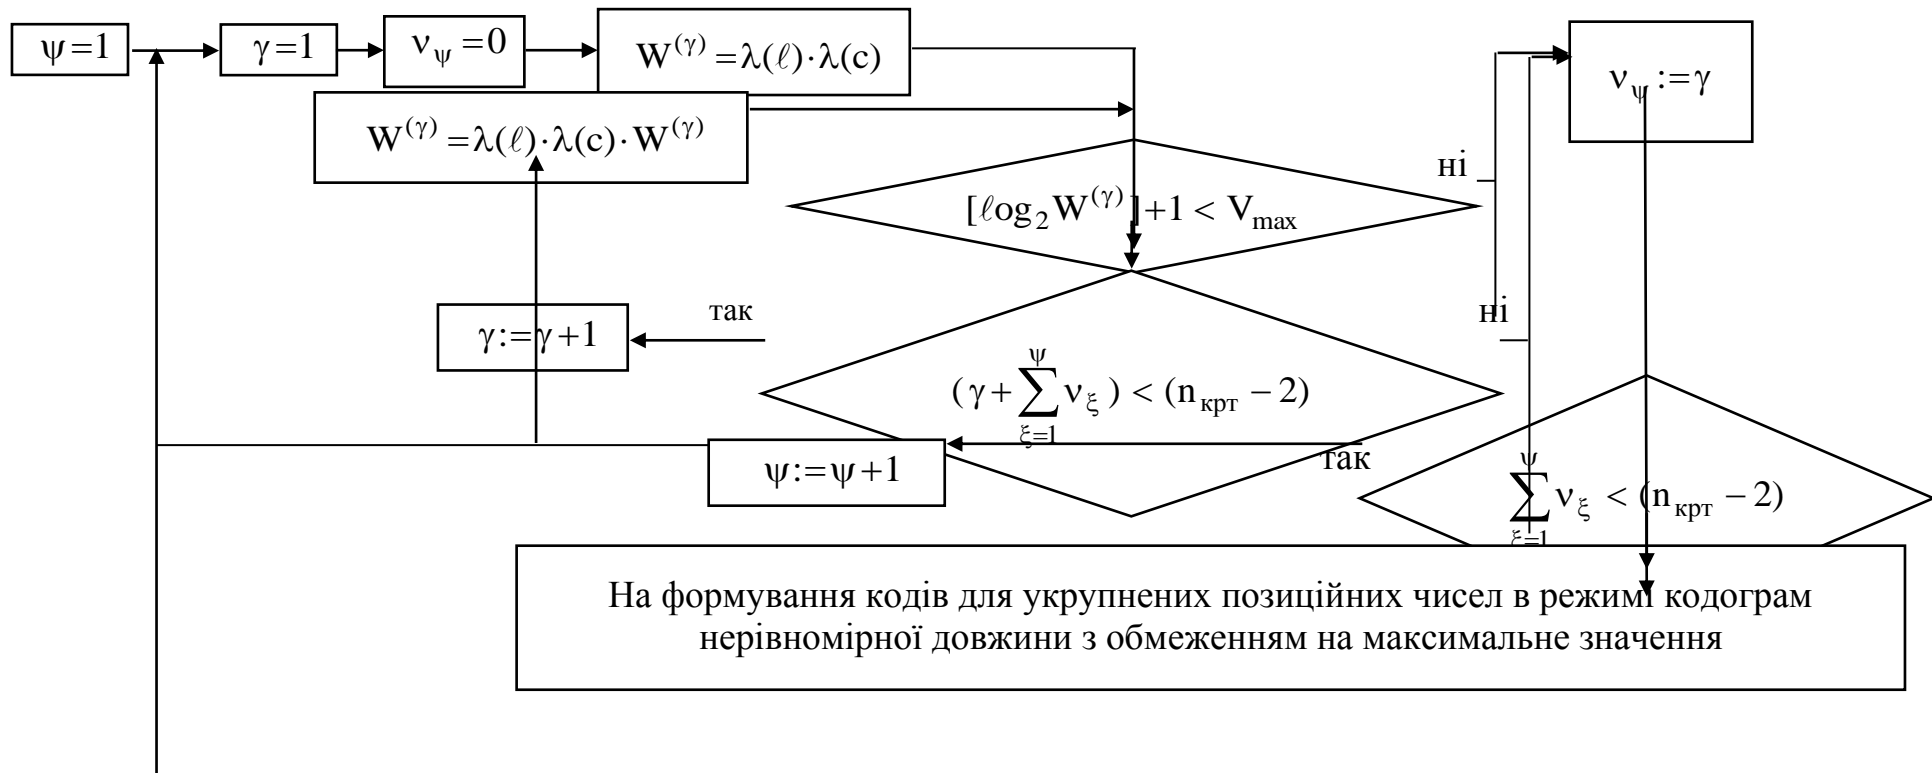 ψ=1
γ=1
ν_ψ=0
W^(γ)=λ(ℓ)·λ(c)
ν_ψ:=γ
W^(γ)=λ(ℓ)·λ(c)·W^(γ)
ні
[ℓog_2 W^(γ)]+1 < V_max
так
ні
γ:=γ+1
(γ+∑_{ξ=1}^{ψ} ν_ξ) < (n_крт − 2)
так
ψ:=ψ+1
∑_{ξ=1}^{ψ} ν_ξ < (n_крт − 2)
На формування кодів для укрупнених позиційних чисел в режимі кодограм
нерівномірної довжини з обмеженням на максимальне значення